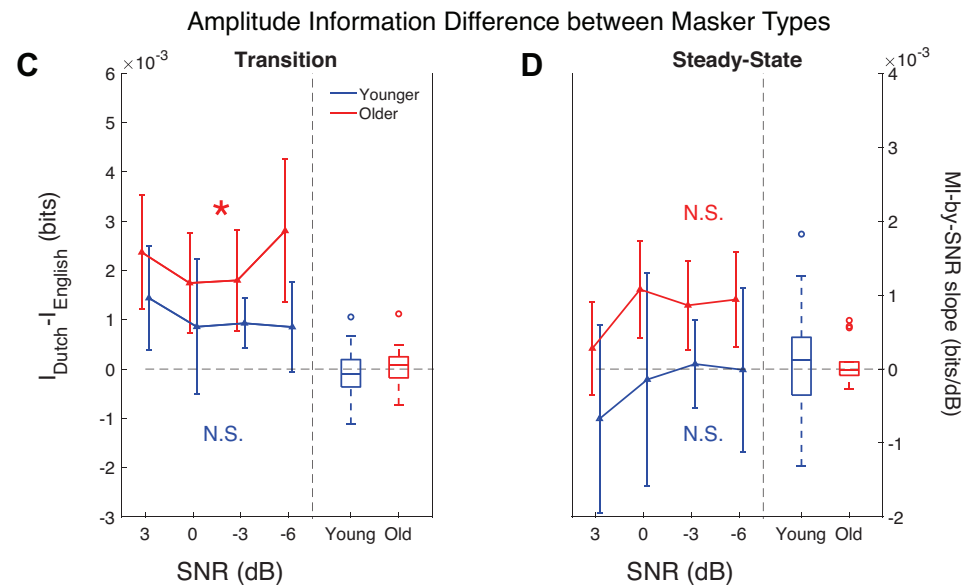 Amplitude Information Difference between Masker Types
C
Transition
×10⁻³
6
5
4
3
2
1
0
-1
-2
-3
I_Dutch-I_English (bits)
Younger
Older
*
N.S.
3 0 -3 -6 Young Old
SNR (dB)
D
Steady-State
×10⁻³
N.S.
N.S.
4
3
2
1
0
-1
-2
MI-by-SNR slope (bits/dB)
3 0 -3 -6 Young Old
SNR (dB)